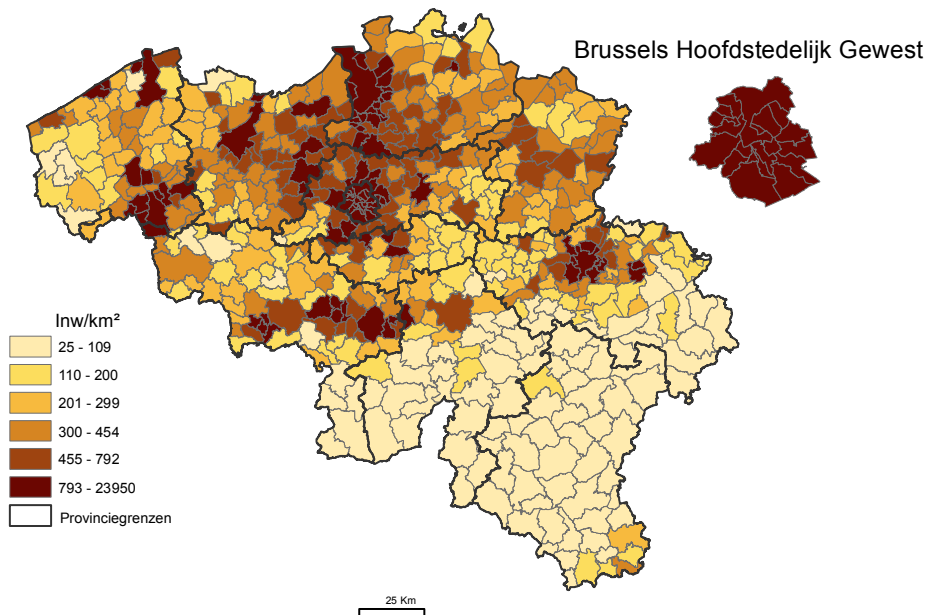 Brussels Hoofdstedelijk Gewest
Inw/km²
25 - 109
110 - 200
201 - 299
300 - 454
455 - 792
793 - 23950
Provinciegrenzen
25 Km